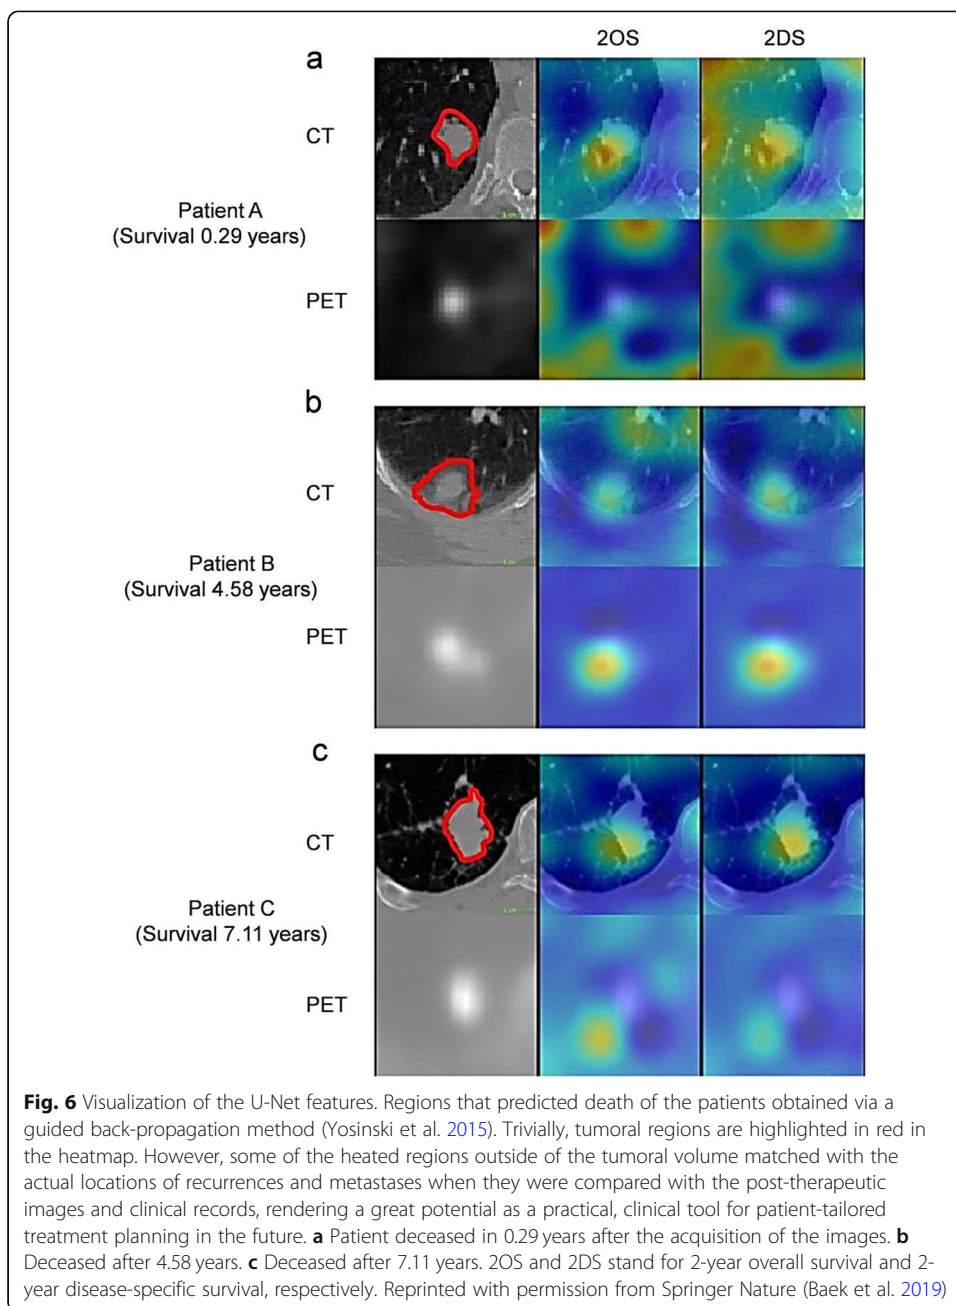 2OS 2DS
a
CT
Patient A
(Survival 0.29 years)
PET
b
CT
Patient B
(Survival 4.58 years)
PET
c
CT
Patient C
(Survival 7.11 years)
PET
Fig. 6 Visualization of the U-Net features. Regions that predicted death of the patients obtained via a
guided back-propagation method (Yosinski et al. 2015). Trivially, tumoral regions are highlighted in red in
the heatmap. However, some of the heated regions outside of the tumoral volume matched with the
actual locations of recurrences and metastases when they were compared with the post-therapeutic
images and clinical records, rendering a great potential as a practical, clinical tool for patient-tailored
treatment planning in the future. a Patient deceased in 0.29 years after the acquisition of the images. b
Deceased after 4.58 years. c Deceased after 7.11 years. 2OS and 2DS stand for 2-year overall survival and 2-
year disease-specific survival, respectively. Reprinted with permission from Springer Nature (Baek et al. 2019)